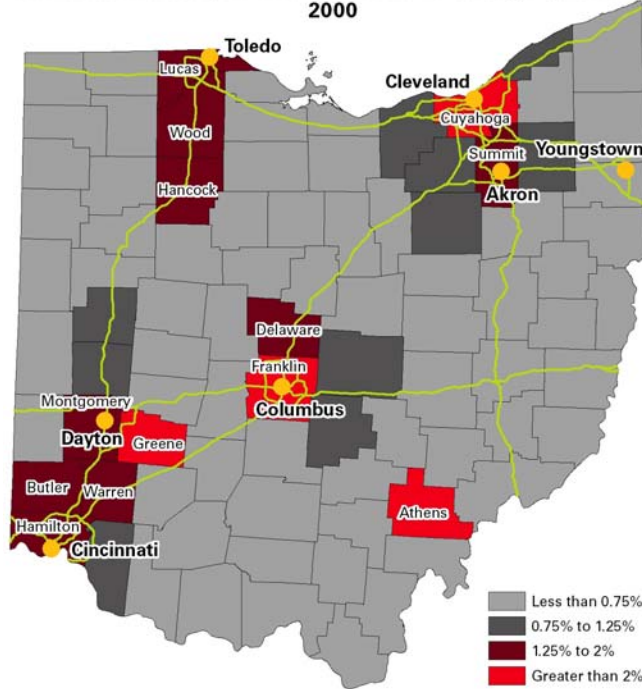 2000
Toledo
Lucas
Cleveland
Cuyahoga
Wood
Youngstown
Summit
Hancock
Akron
Delaware
Franklin
Montgomery
Columbus
Dayton
Greene
Butler
Warren
Athens
Hamilton
Cincinnati
Less than 0.75%
0.75% to 1.25%
1.25% to 2%
Greater than 2%